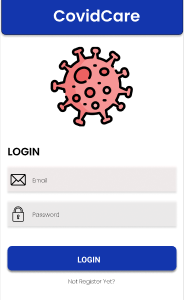 CovidCare
LOGIN
Email
Password
LOGIN
Not Register Yet?